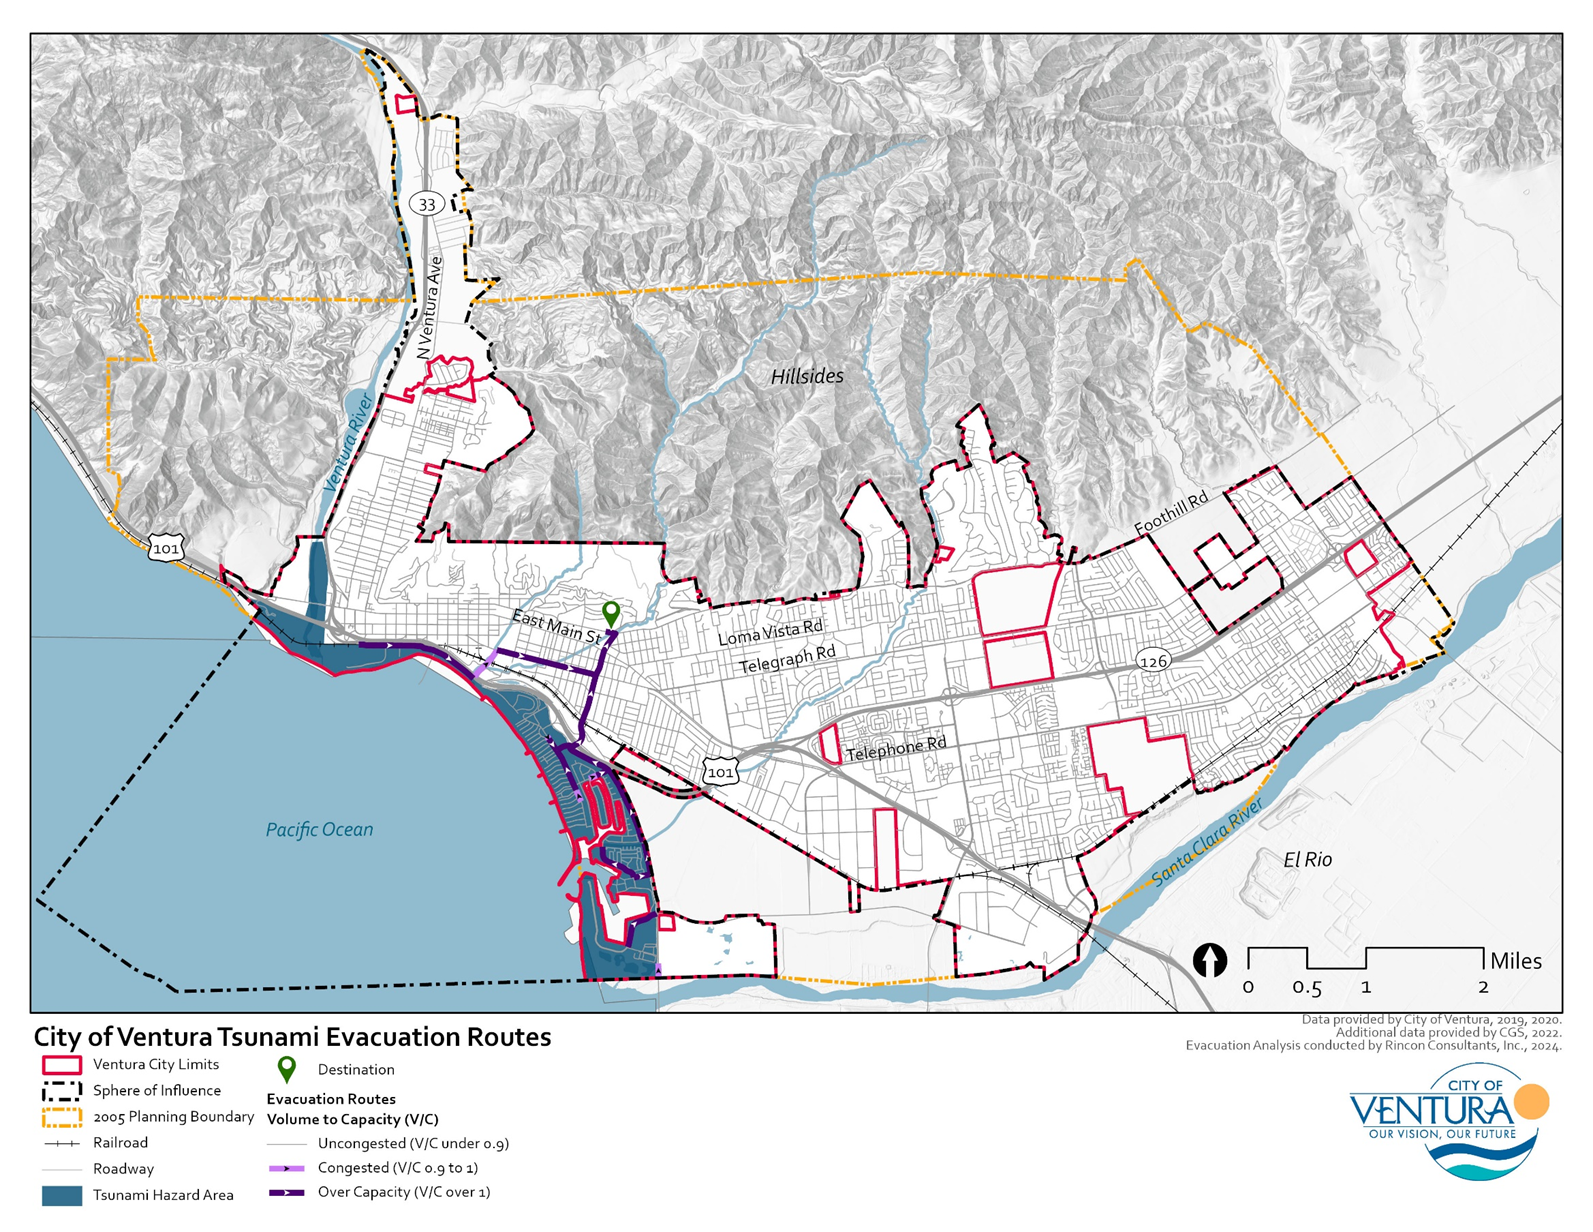 33
N Ventura Ave
Hillsides
Ventura River
Foothill Rd
101
East Main St
Loma Vista Rd
Telegraph Rd
126
Telephone Rd
101
Pacific Ocean
Santa Clara River
El Rio
Miles
0 0.5 1 2
Data provided by City of Ventura, 2019, 2020.
Additional data provided by CGS, 2022.
Evacuation Analysis conducted by Rincon Consultants, Inc., 2024.
City of Ventura Tsunami Evacuation Routes
Ventura City Limits
Sphere of Influence
2005 Planning Boundary
Railroad
Roadway
Tsunami Hazard Area
Destination
Evacuation Routes
Volume to Capacity (V/C)
Uncongested (V/C under 0.9)
Congested (V/C 0.9 to 1)
Over Capacity (V/C over 1)
CITY OF
VENTURA
OUR VISION, OUR FUTURE